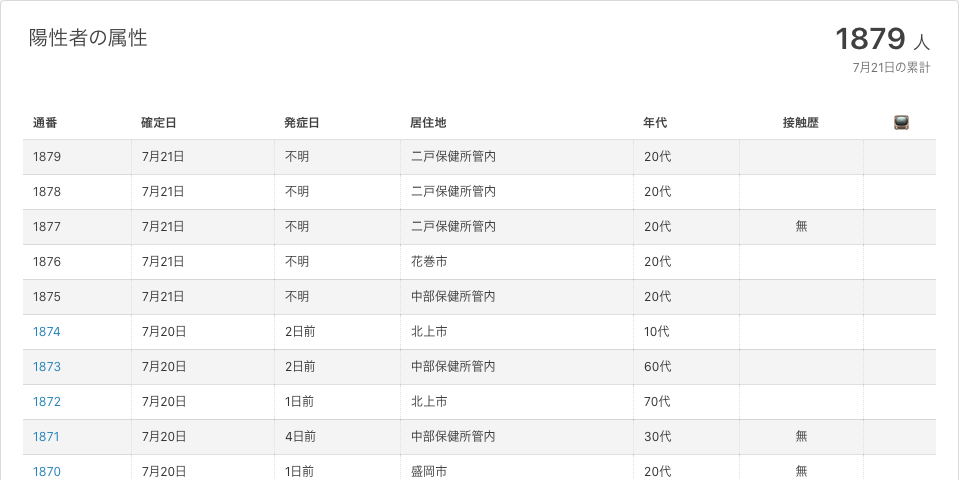 陽性者の属性
1879 人
7月21日の累計
通番 確定日 発症日 居住地 年代 接触歴
1879 7月21日 不明 二戸保健所管内 20代
1878 7月21日 不明 二戸保健所管内 20代
1877 7月21日 不明 二戸保健所管内 20代 無
1876 7月21日 不明 花巻市 20代
1875 7月21日 不明 中部保健所管内 20代
1874 7月20日 2日前 北上市 10代
1873 7月20日 2日前 中部保健所管内 60代
1872 7月20日 1日前 北上市 70代
1871 7月20日 4日前 中部保健所管内 30代 無
1870 7月20日 1日前 盛岡市 20代 無